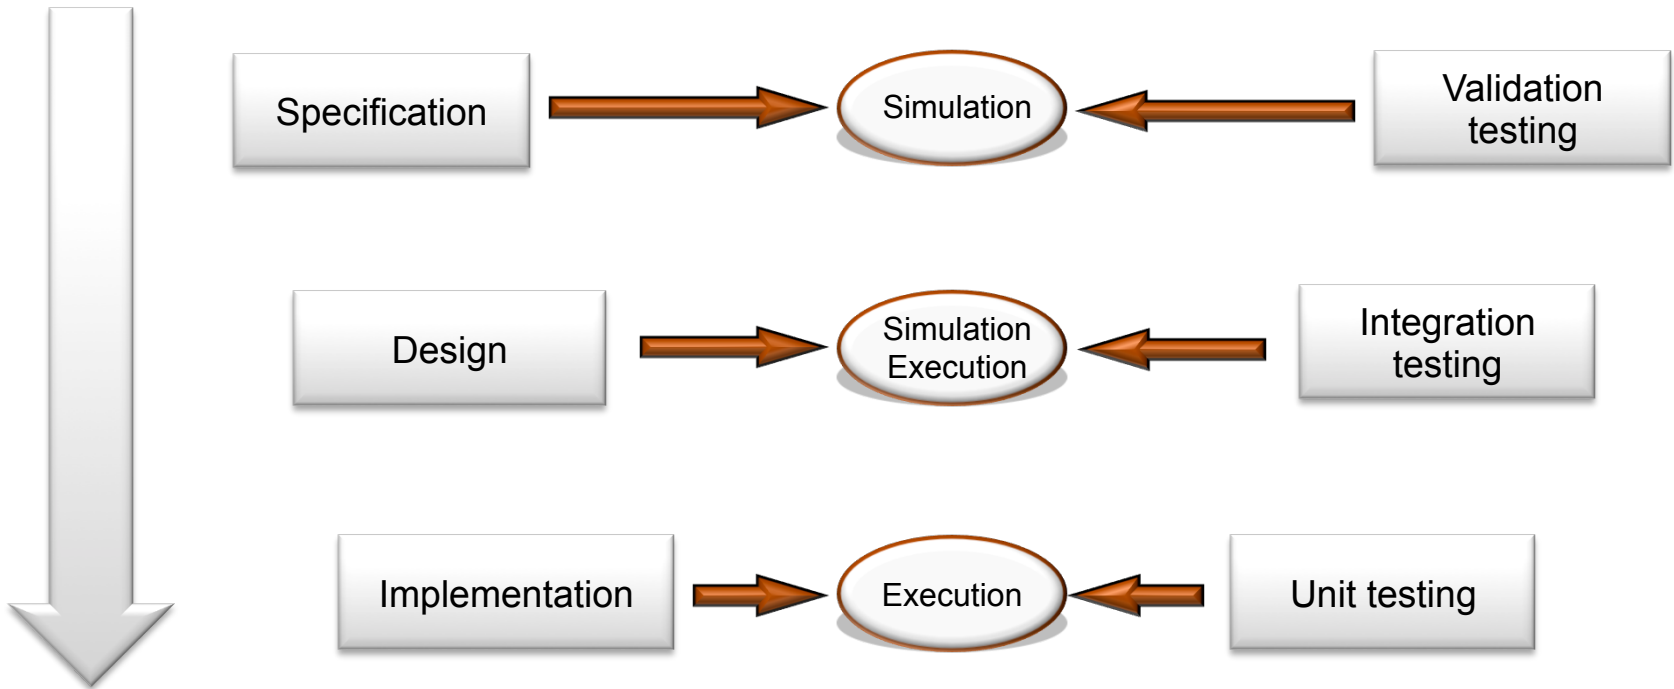 Specification
Simulation
Validation
testing
Design
Simulation
Execution
Integration
testing
Implementation
Execution
Unit testing